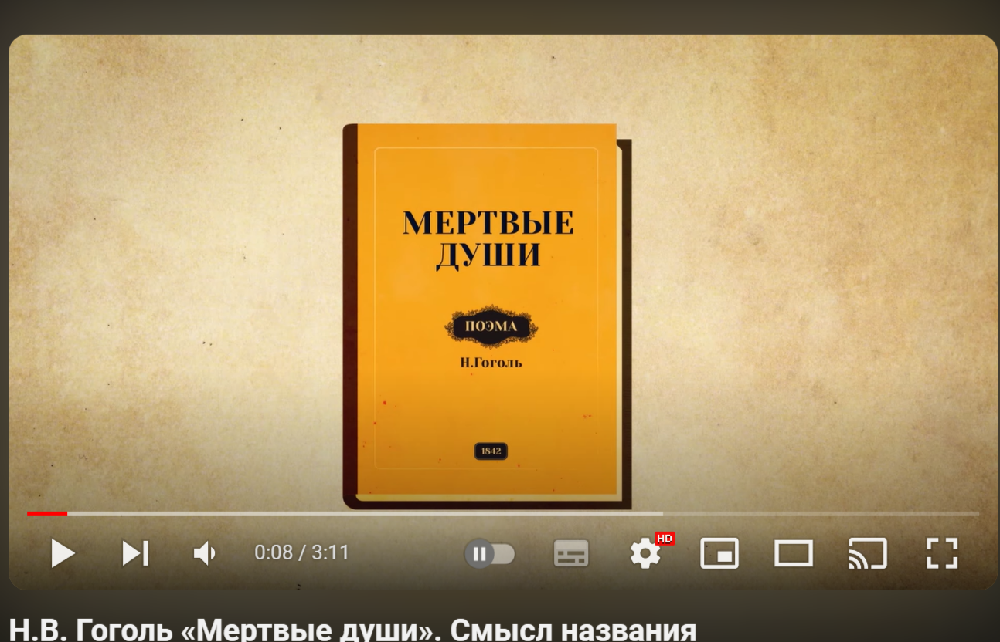 МЕРТВЫЕ
ДУШИ
ПОЭМА
Н.Гоголь
1842
0:08 / 3:11
HD
Н.В. Гоголь «Мертвые души». Смысл названия